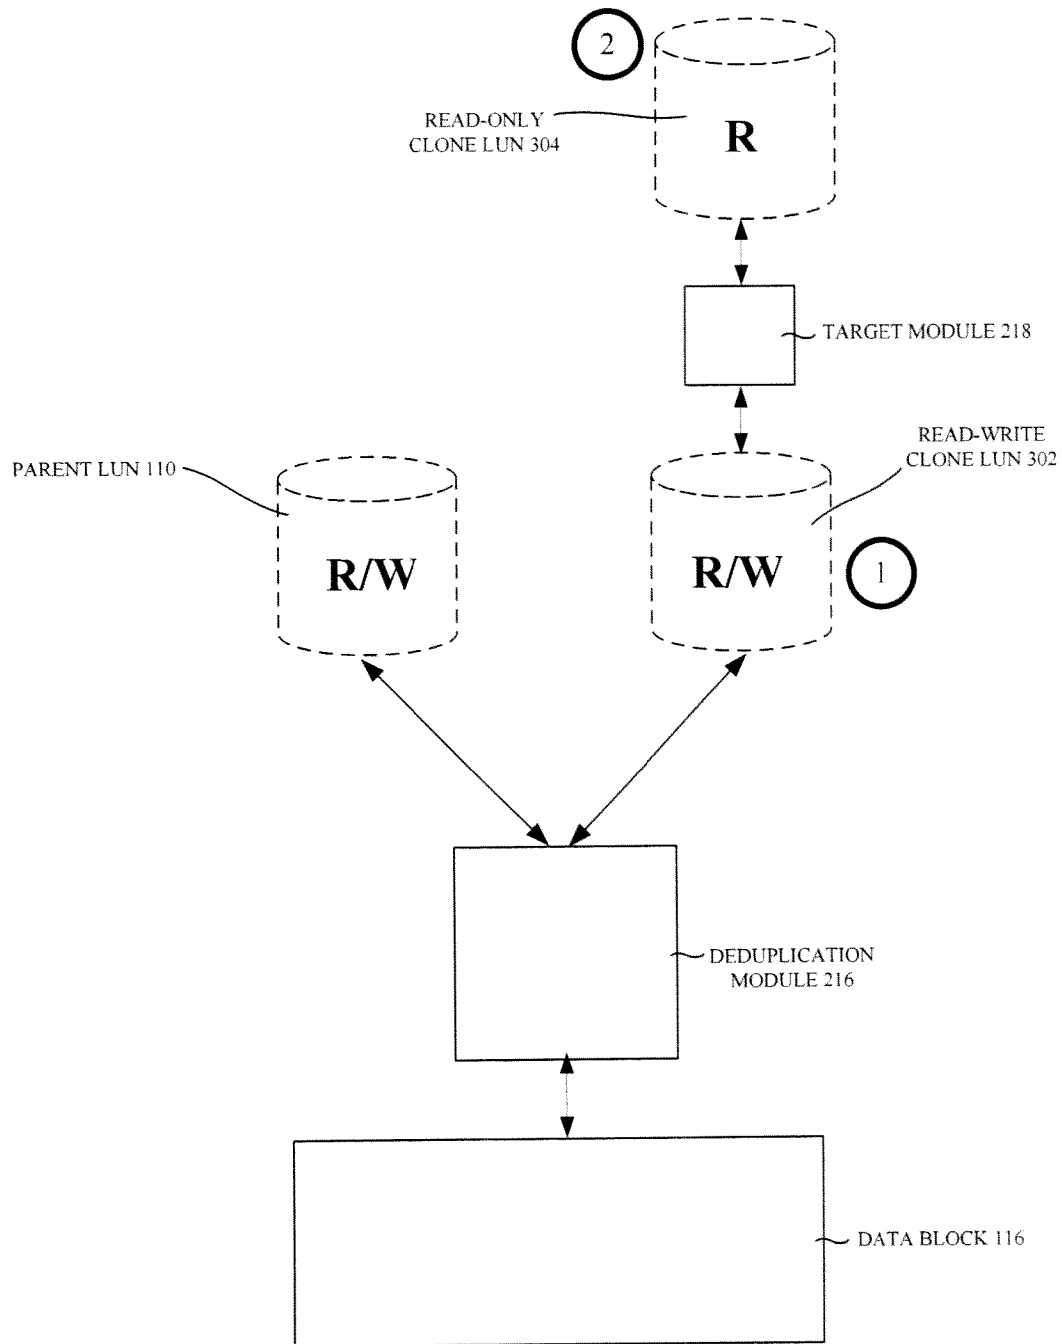 2
READ-ONLY
CLONE LUN 304
R
TARGET MODULE 218
READ-WRITE
CLONE LUN 302
PARENT LUN 110
R/W
R/W
1
DEDUPLICATION
MODULE 216
DATA BLOCK 116